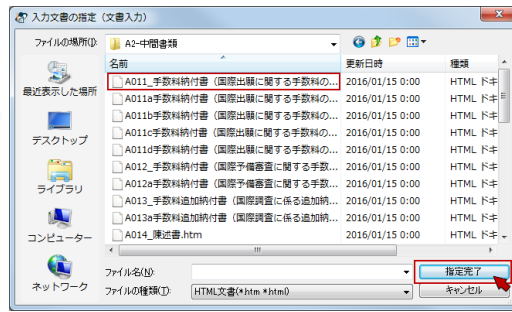 入力文書の指定（文書入力）
ファイルの場所(I):
A2-中間書類
名前
更新日時
種類
A011_手数料納付書（国際出願に関する手数料の...
2016/01/15 0:00
HTML ドキ
A011a手数料納付書（国際出願に関する手数料の...
2016/01/15 0:00
HTML ドキ
A011b手数料納付書（国際出願に関する手数料の...
2016/01/15 0:00
HTML ドキ
A011c手数料納付書（国際出願に関する手数料の...
2016/01/15 0:00
HTML ドキ
A011d手数料納付書（国際出願に関する手数料の...
2016/01/15 0:00
HTML ドキ
A012_手数料納付書（国際予備審査に関する手数...
2016/01/15 0:00
HTML ドキ
A012a手数料納付書（国際予備審査に関する手数...
2016/01/15 0:00
HTML ドキ
A013_手数料追加納付書（国際調査に係る追加納...
2016/01/15 0:00
HTML ドキ
A013a手数料追加納付書（国際調査に係る追加納...
2016/01/15 0:00
HTML ドキ
A014_陳述書.htm
2016/01/15 0:00
HTML ドキ
最近表示した場所
デスクトップ
ライブラリ
コンピューター
ネットワーク
ファイル名(N):
指定完了
ファイルの種類(T):
HTML文書(*htm *html)
キャンセル